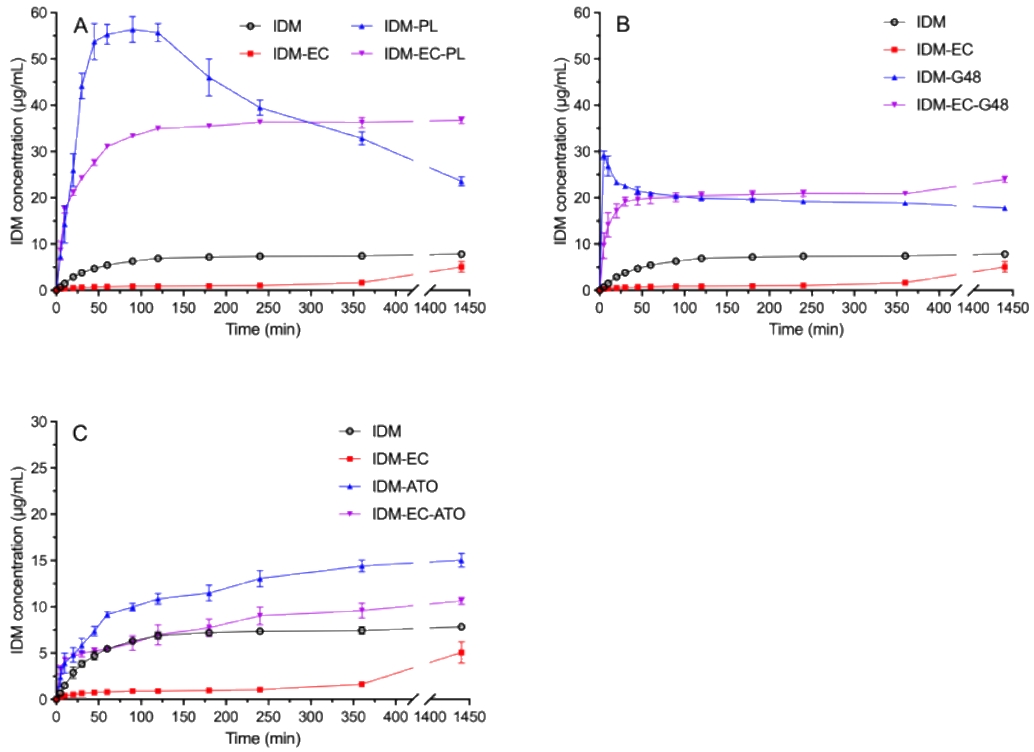 A
IDM
IDM-PL
IDM-EC
IDM-EC-PL
IDM concentration (µg/mL)
60
50
40
30
20
10
0
0 50 100 150 200 250 300 350 400 1400 1450
Time (min)
B
IDM
IDM-EC
IDM-G48
IDM-EC-G48
IDM concentration (µg/mL)
60
50
40
30
20
10
0
0 50 100 150 200 250 300 350 400 1400 1450
Time (min)
C
IDM
IDM-EC
IDM-ATO
IDM-EC-ATO
IDM concentration (µg/mL)
30
25
20
15
10
5
0
0 50 100 150 200 250 300 350 400 1400 1450
Time (min)